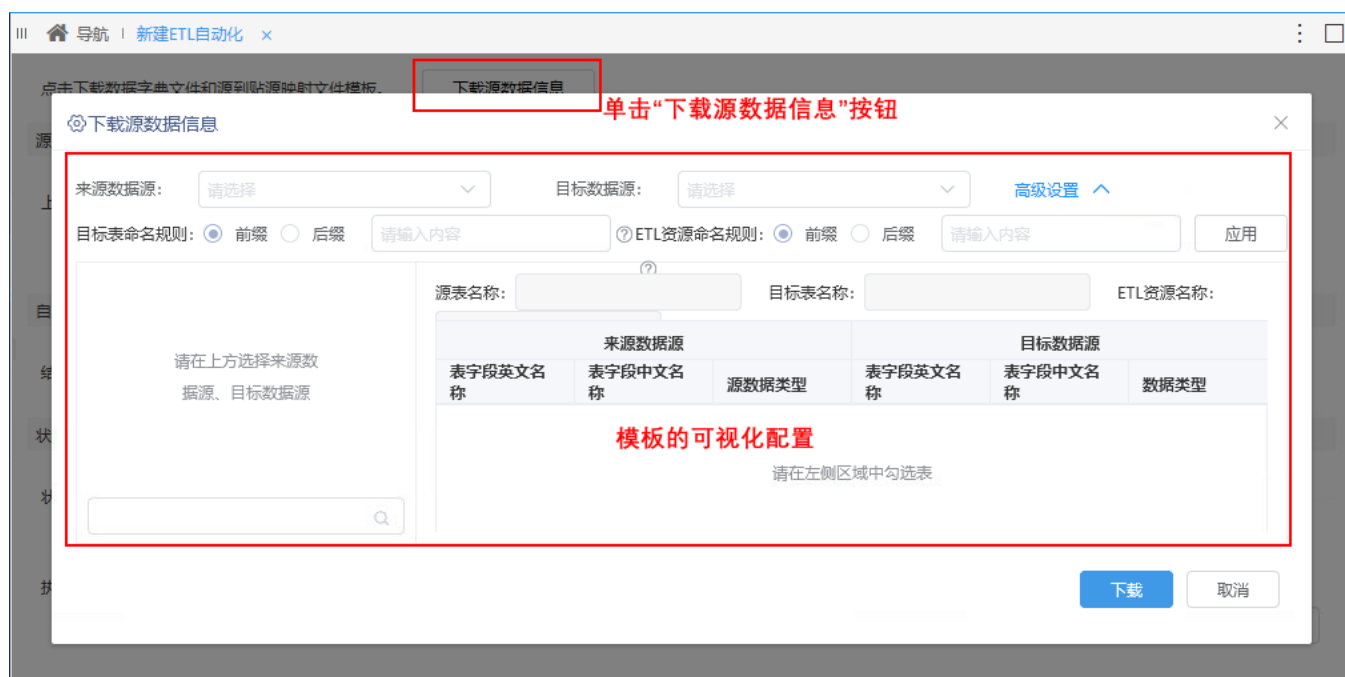 导航 新建ETL自动化 ×
点击下载数据字典文件和源到贴源映射文件模板。 下载源数据信息
单击“下载源数据信息”按钮
下载源数据信息
源
上
自
结
状
状
执
来源数据源： 请选择 目标数据源： 请选择 高级设置
目标表命名规则： 前缀 后缀 请输入内容 ?ETL资源命名规则： 前缀 后缀 请输入内容 应用
?
源表名称： 目标表名称： ETL资源名称：
请在上方选择来源数
据源、目标数据源
来源数据源 目标数据源
表字段英文名称 表字段中文名称 源数据类型 表字段英文名称 表字段中文名称 数据类型
模板的可视化配置
请在左侧区域中勾选表
下载 取消